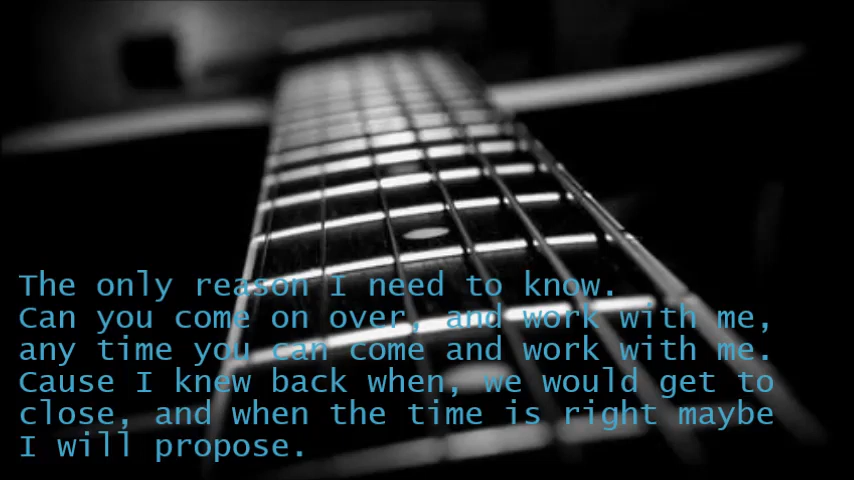 The only reason I need to know.
Can you come on over, and work with me,
any time you can come and work with me.
Cause I knew back when, we would get to
close, and when the time is right maybe
I will propose.